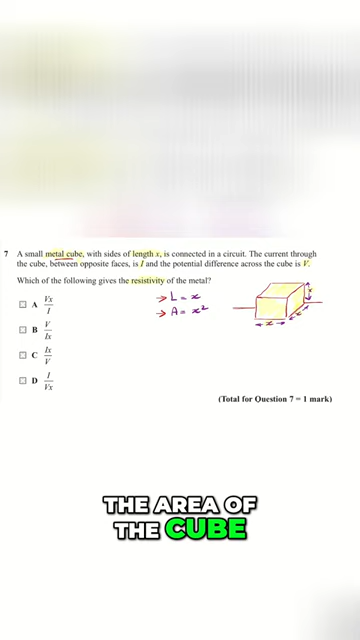 7 A small metal cube, with sides of length x, is connected in a circuit. The current through
the cube, between opposite faces, is I and the potential difference across the cube is V.
Which of the following gives the resistivity of the metal?
A Vx/I
B V/Ix
C Ix/V
D I/Vx
→ L = x
→ A = x²
x
x
x
(Total for Question 7 = 1 mark)
THE AREA OF
THE CUBE